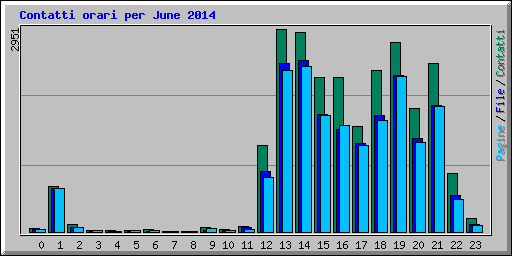 Contatti orari per June 2014
2951
Pagine/File/Contatti
0 1 2 3 4 5 6 7 8 9 10 11 12 13 14 15 16 17 18 19 20 21 22 23